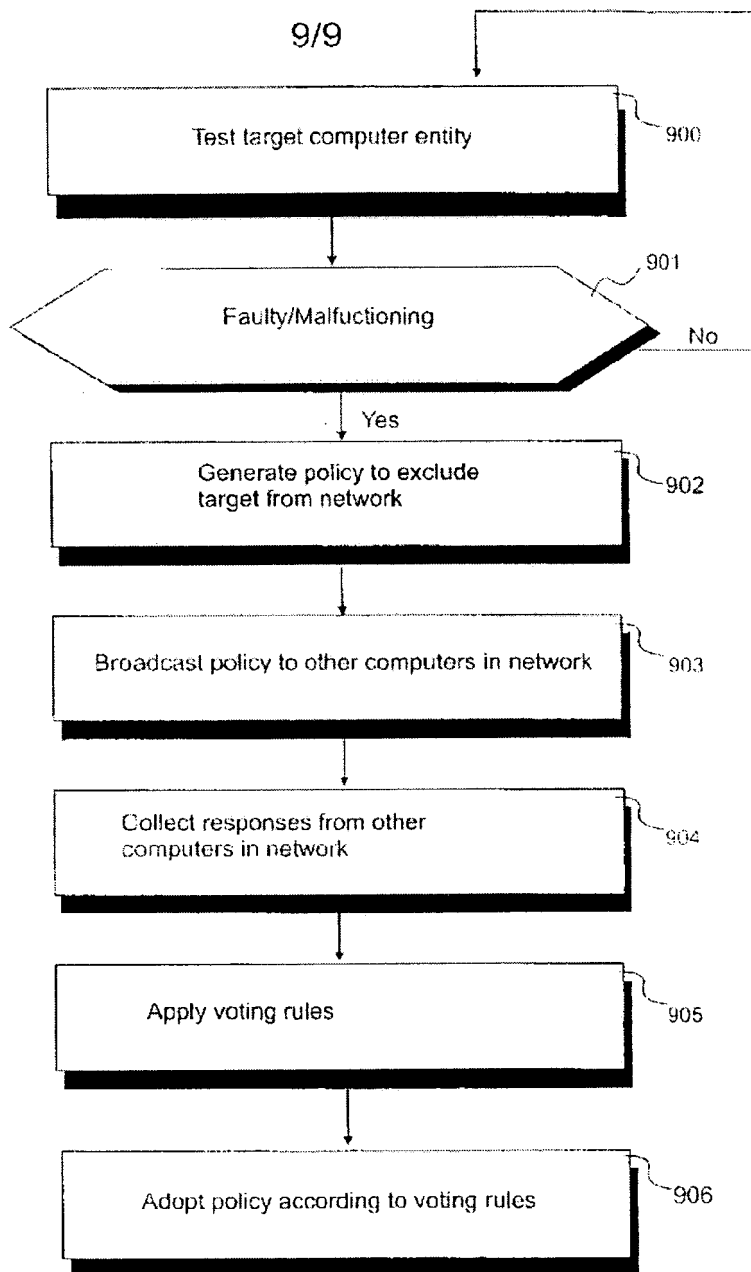 9/9
Test target computer entity
900
Faulty/Malfuctioning
901
No
Yes
Generate policy to exclude
target from network
902
Broadcast policy to other computers in network
903
Collect responses from other
computers in network
904
Apply voting rules
905
Adopt policy according to voting rules
906